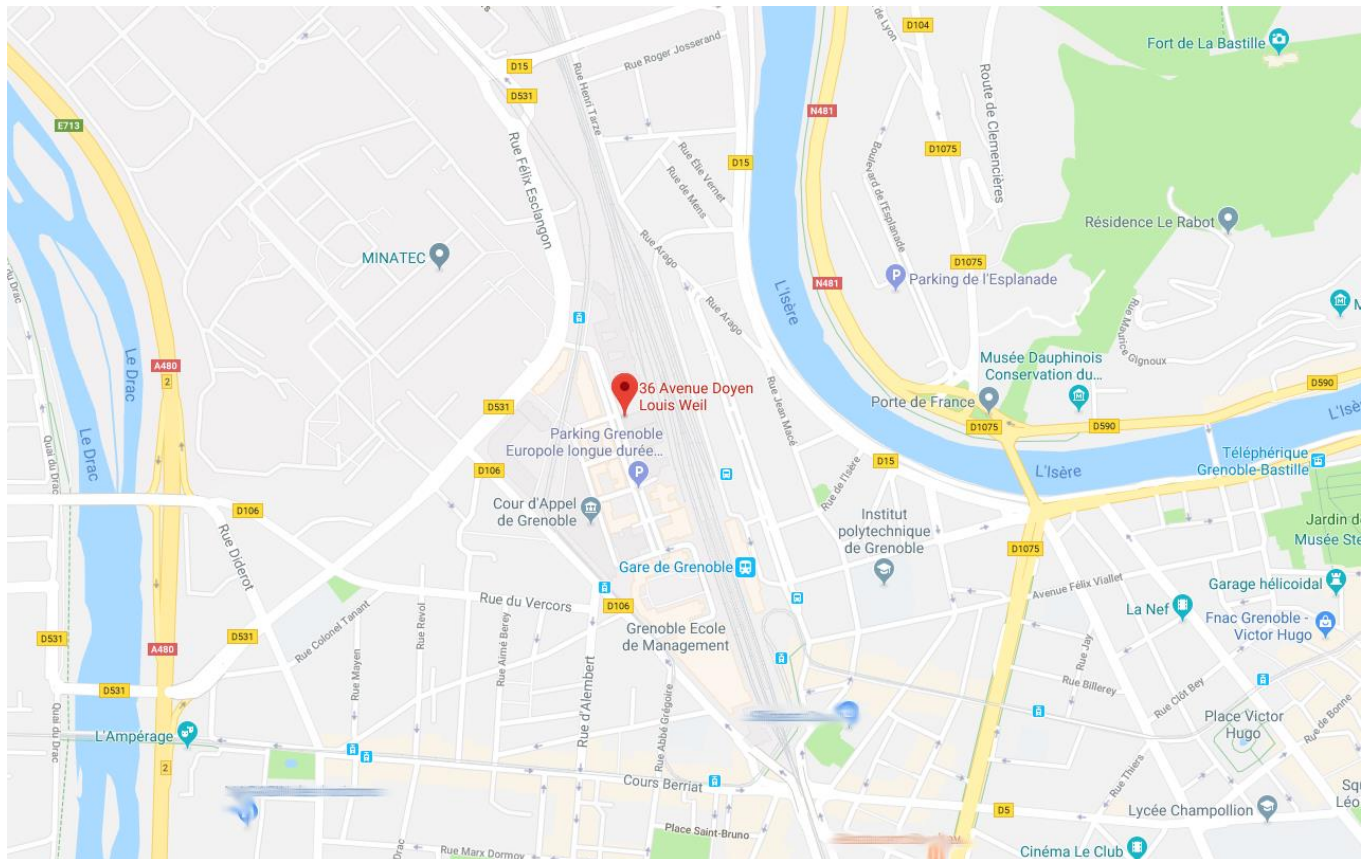 D104
de Lyon
Fort de La Bastille
Rue Roger Josserand
D15
D531
E713
Rue Henri Tarze
N481
Route de Clemencières
D1075
Rue Félix Esclangon
D15
Rue Élie Vernet
Rue de Mens
Boulevard de l'Esplanade
Résidence Le Rabot
Rue Arago
MINATEC
D1075
Parking de l'Esplanade
N481
L'Isère
u Drac
Rue Arago
Rue Maurice Gignoux
M
Le Drac
A480
2
Musée Dauphinois
Conservation du...
36 Avenue Doyen
Louis Weil
D590
Porte de France
D531
Rue Jean Macé
D1075
D590
L'Isè
Parking Grenoble
Europole longue durée...
Le Drac
Quai du Drac
D106
D15
L'Isère
Téléphérique
Grenoble-Bastille
Rue de l'Isère
Cour d'Appel
de Grenoble
D106
Institut
polytechnique
de Grenoble
Jardin d
Musée Ste
Rue Diderot
D1075
Gare de Grenoble
Avenue Félix Viallet
Garage hélicoidal
Rue du Vercors
D106
La Nef
Fnac Grenoble -
Victor Hugo
D531
D531
A480
Rue Colonel Tanant
Rue Revol
Rue Aimé Berey
Grenoble Ecole
de Management
Rue Jay
Rue Billerey
D531
Rue Mayen
Rue d'Alembert
Rue Abbé Grégoire
Rue Clôt Bey
Quai du Drac
Place Victor
Hugo
Rue de Bonne
L'Ampérage
2
Cours Berriat
Rue Thiers
D5
Lycée Champollion
Squ
Léo
Place Saint-Bruno
Drac
Rue Marx Dormoy
Cinéma Le Club